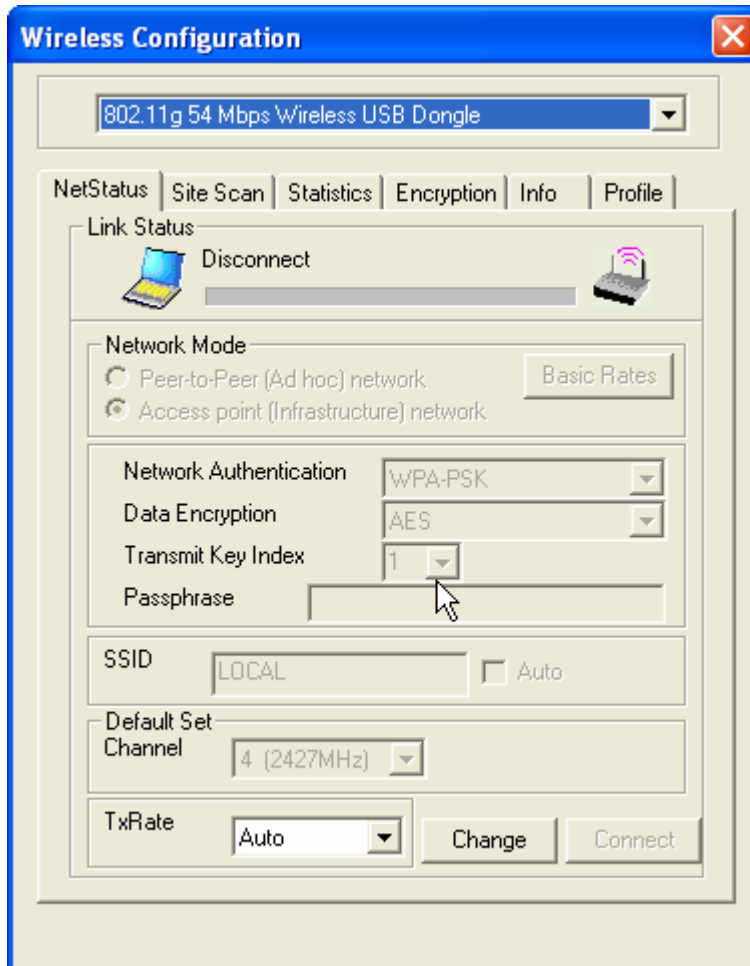 Wireless Configuration
802.11g 54 Mbps Wireless USB Dongle
NetStatus Site Scan Statistics Encryption Info Profile
Link Status
Disconnect
Network Mode
Peer-to-Peer (Ad hoc) network Basic Rates
Access point (Infrastructure) network
Network Authentication WPA-PSK
Data Encryption AES
Transmit Key Index 1
Passphrase
SSID LOCAL Auto
Default Set
Channel 4 (2427MHz)
TxRate Auto Change Connect